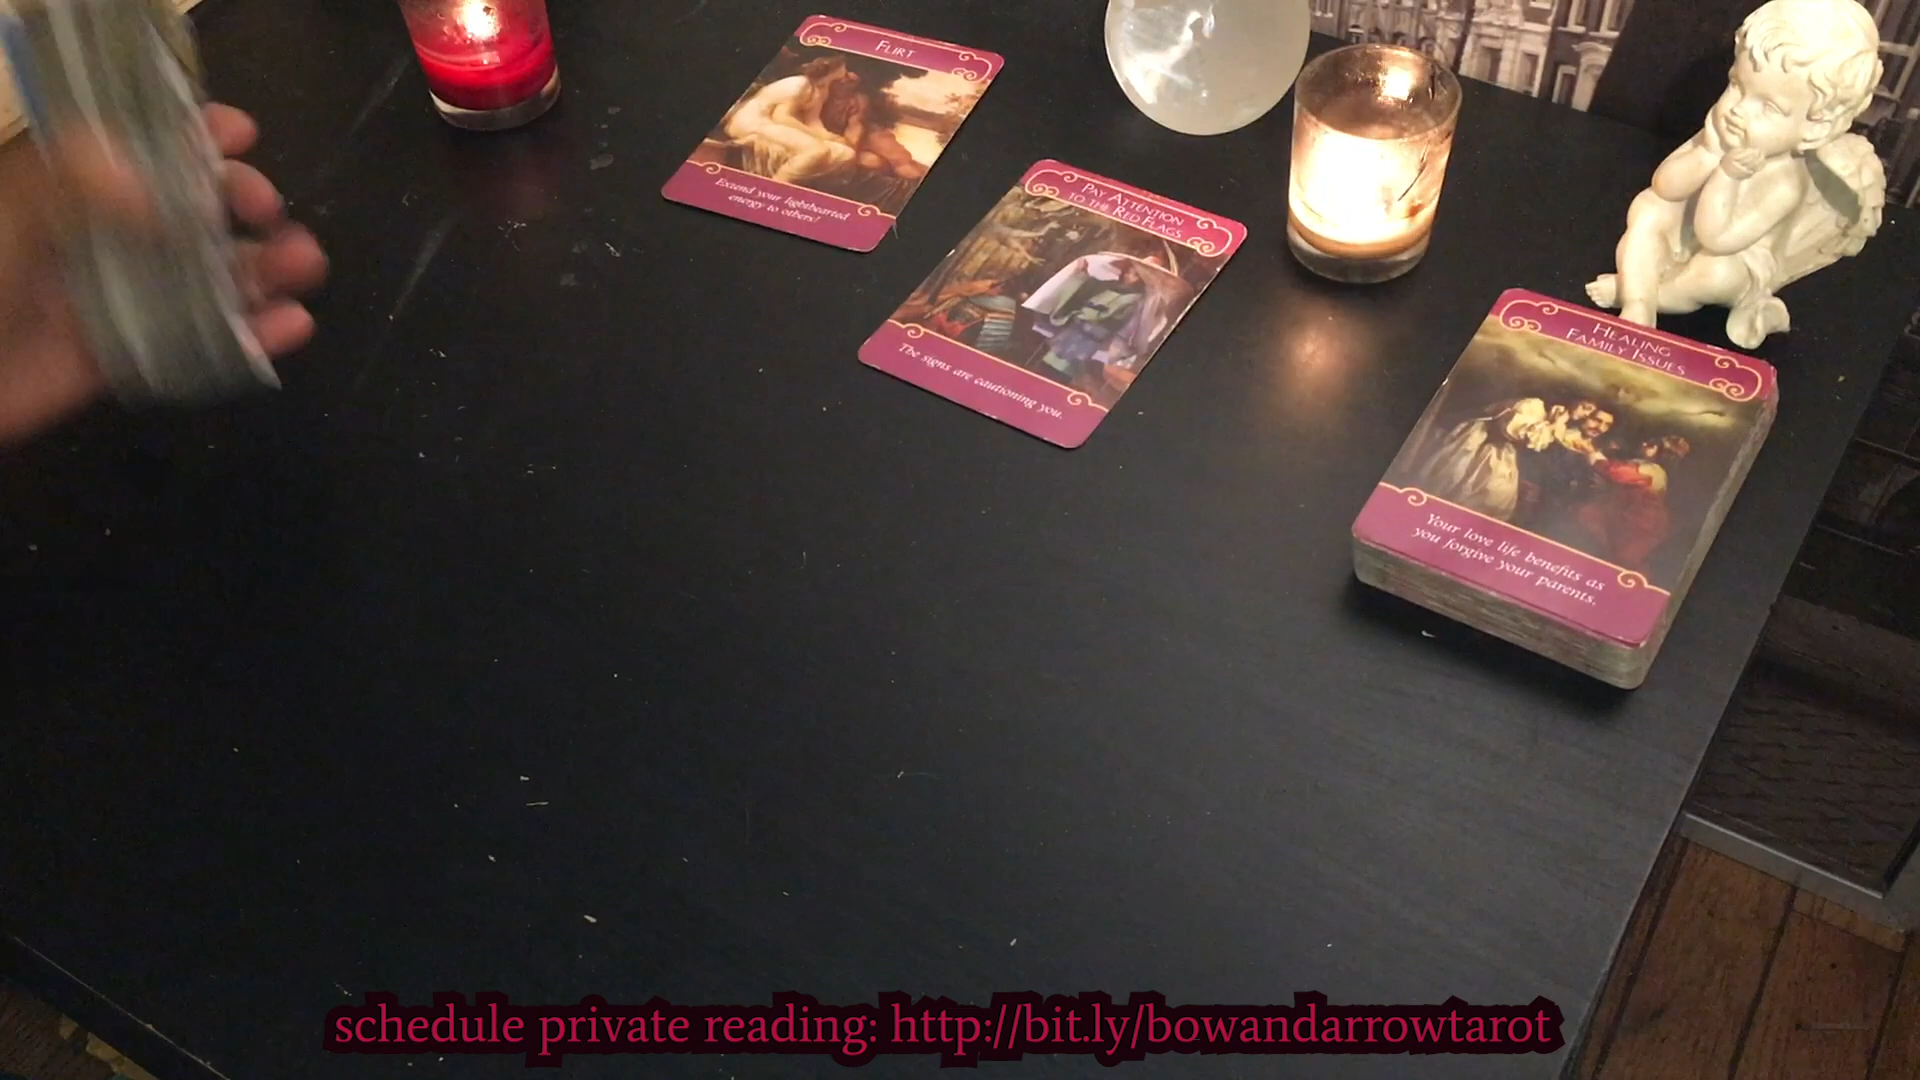 FLIRT
Extend your lighthearted
energy to others!
PAY ATTENTION
TO THE RED FLAGS
The signs are cautioning you.
HEALING
FAMILY ISSUES
Your love life benefits as
you forgive your parents.
schedule private reading: http://bit.ly/bowandarrowtarot